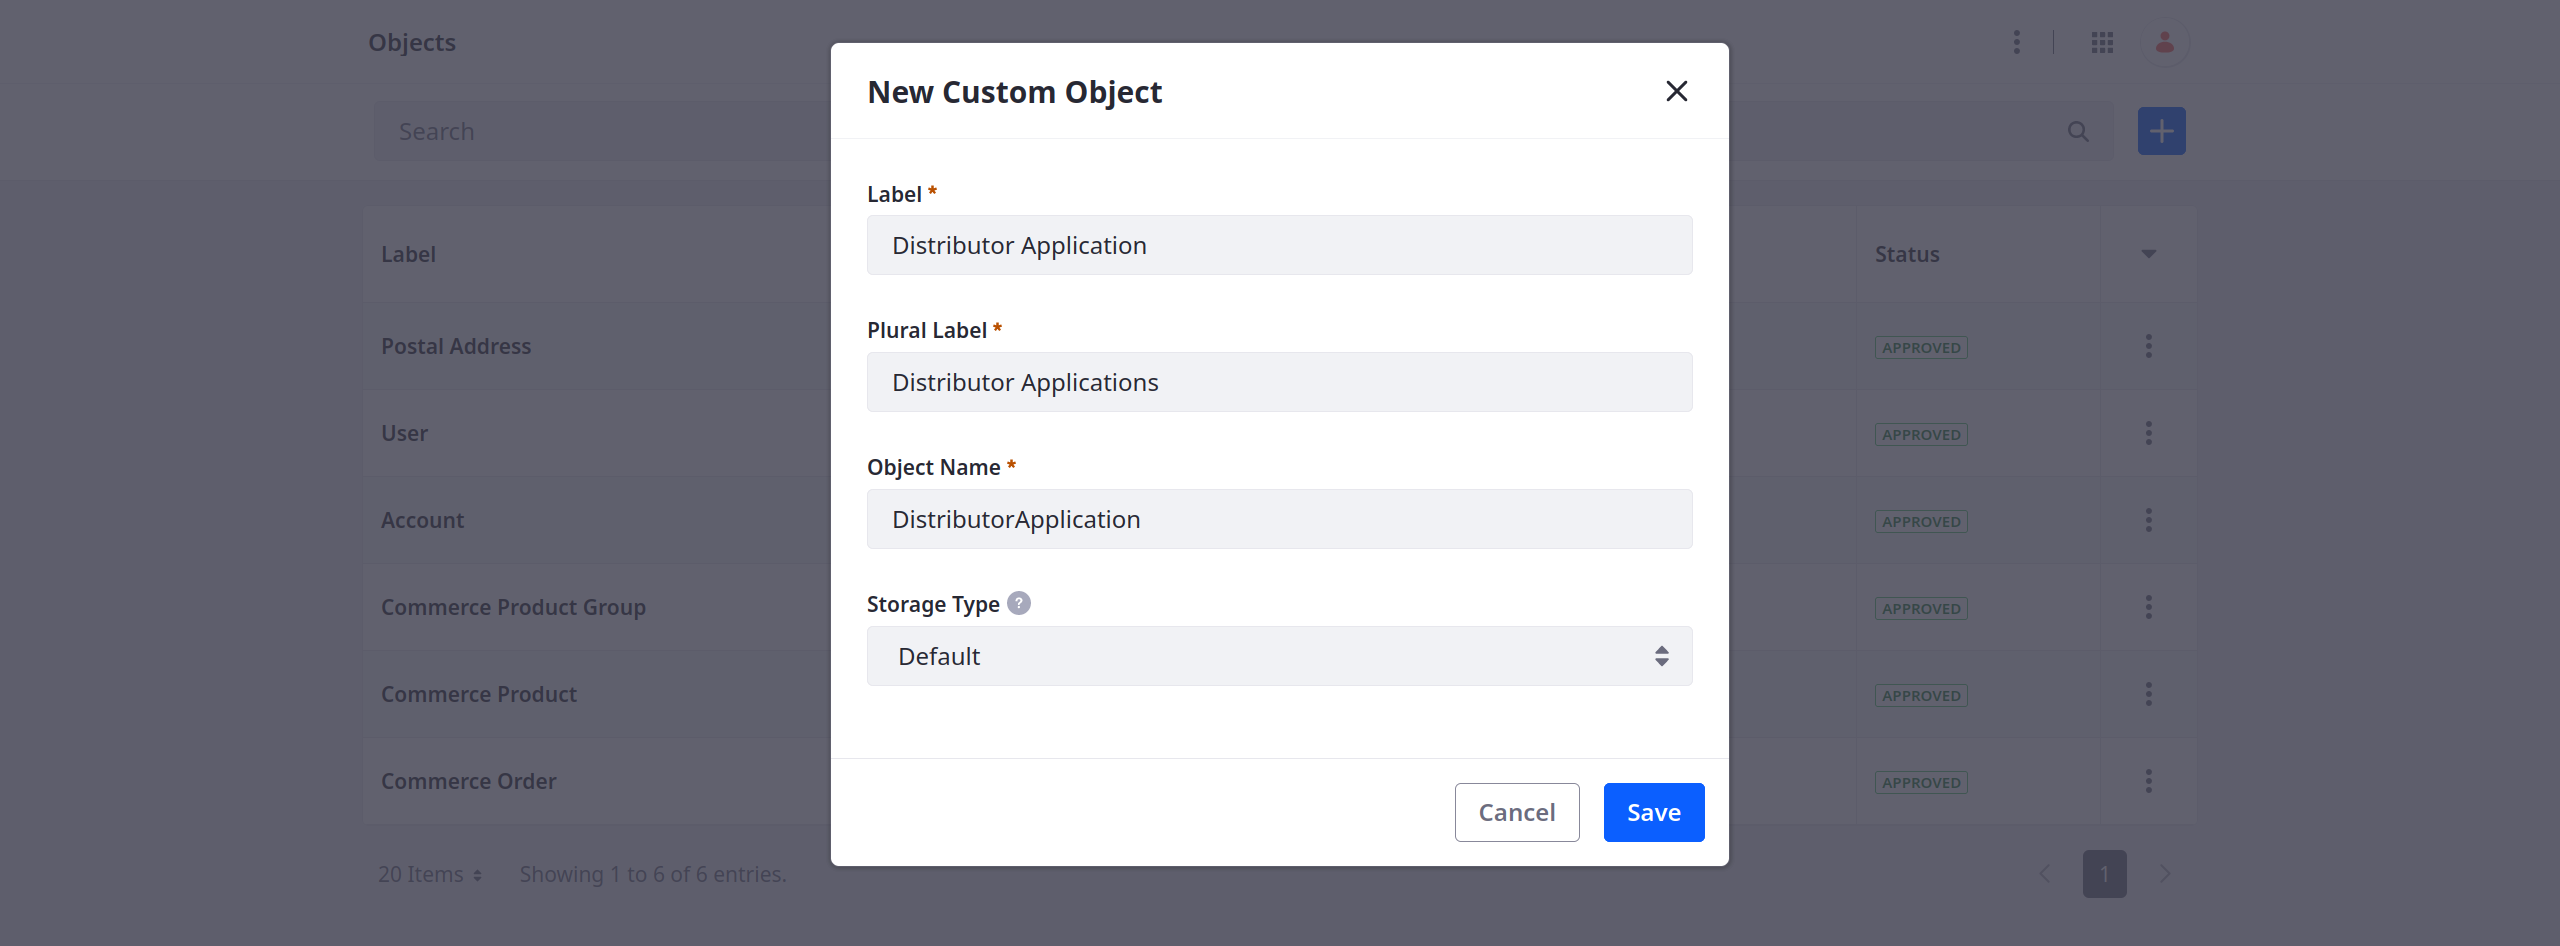 Objects
Search
Label
Status
Postal Address
APPROVED
User
APPROVED
Account
APPROVED
Commerce Product Group
APPROVED
Commerce Product
APPROVED
Commerce Order
APPROVED
20 Items
Showing 1 to 6 of 6 entries.
1
New Custom Object
Label *
Distributor Application
Plural Label *
Distributor Applications
Object Name *
DistributorApplication
Storage Type ?
Default
Cancel
Save